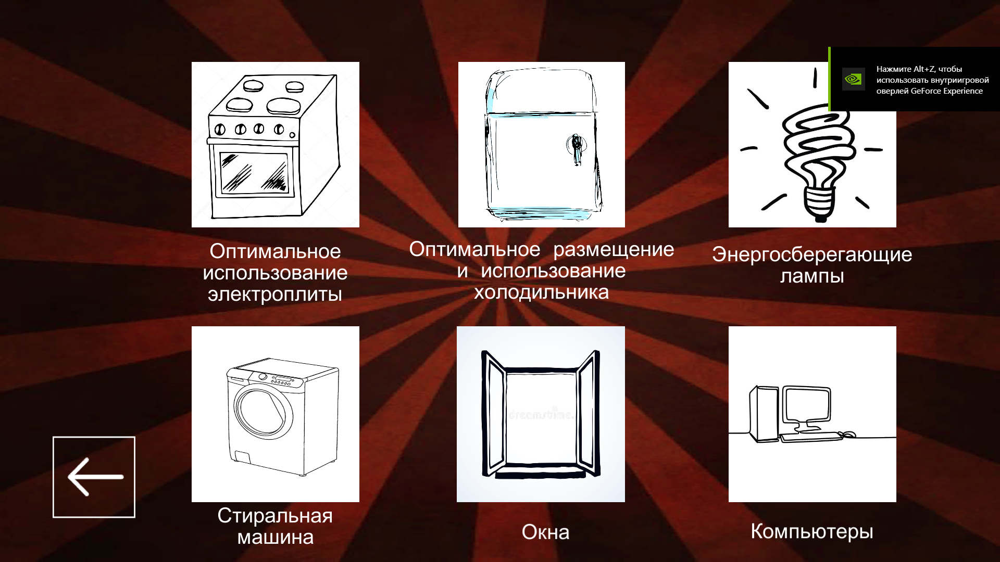 Нажмите Alt+Z, чтобы
использовать внутриигровой
оверлей GeForce Experience
Оптимальное
использование
электроплиты
Оптимальное размещение
и использование
холодильника
Энергосберегающие
лампы
dreamstime.
Стиральная
машина
Окна
Компьютеры